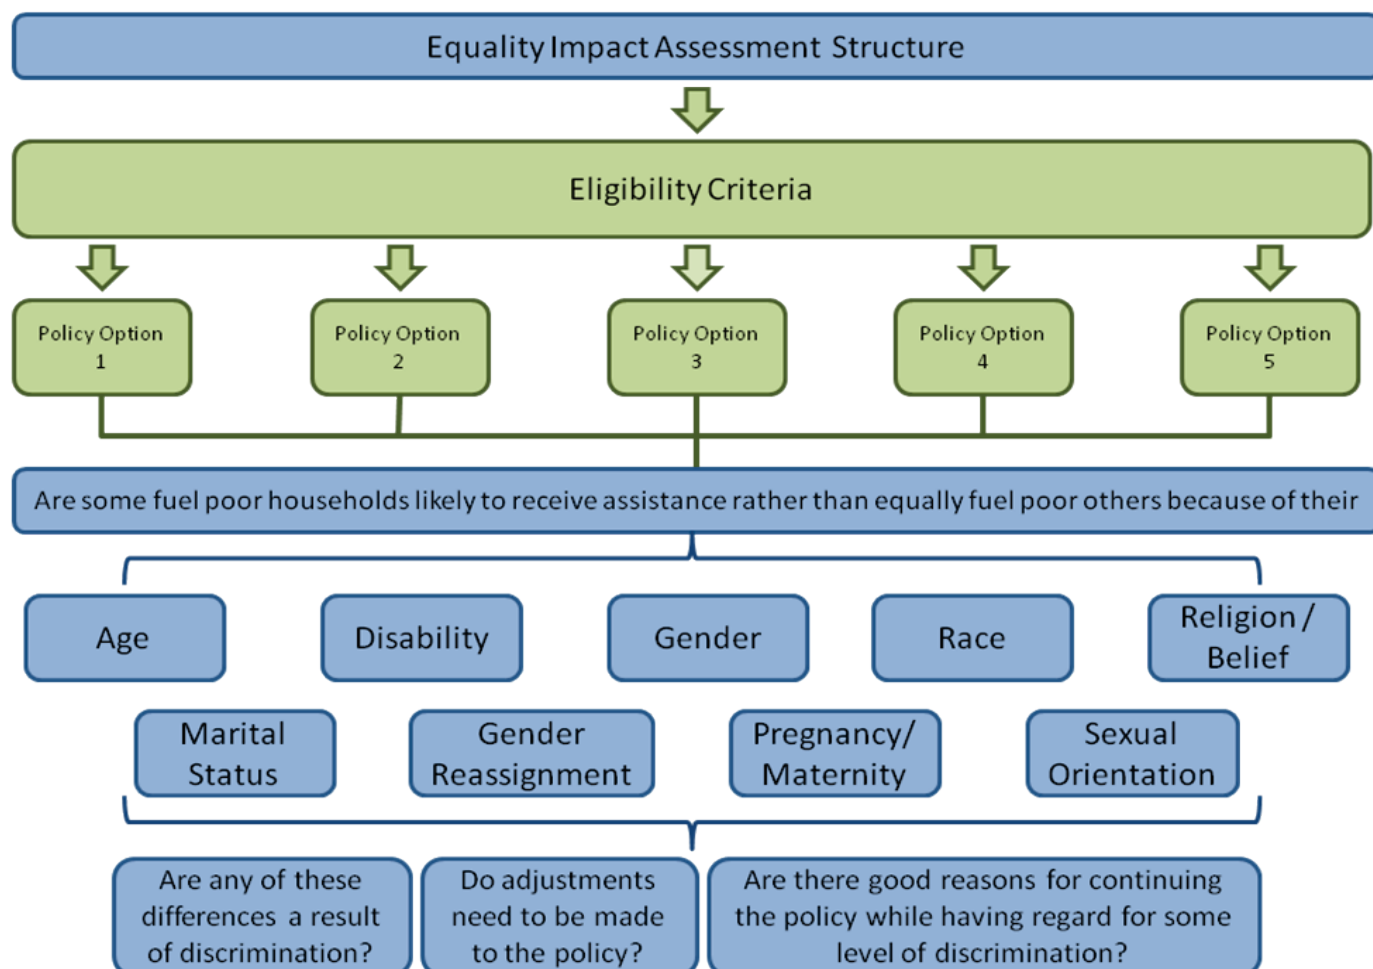 Equality Impact Assessment Structure
Eligibility Criteria
Policy Option
1
Policy Option
2
Policy Option
3
Policy Option
4
Policy Option
5
Are some fuel poor households likely to receive assistance rather than equally fuel poor others because of their
Age
Disability
Gender
Race
Religion /
Belief
Marital
Status
Gender
Reassignment
Pregnancy/
Maternity
Sexual
Orientation
Are any of these
differences a result
of discrimination?
Do adjustments
need to be made
to the policy?
Are there good reasons for continuing
the policy while having regard for some
level of discrimination?